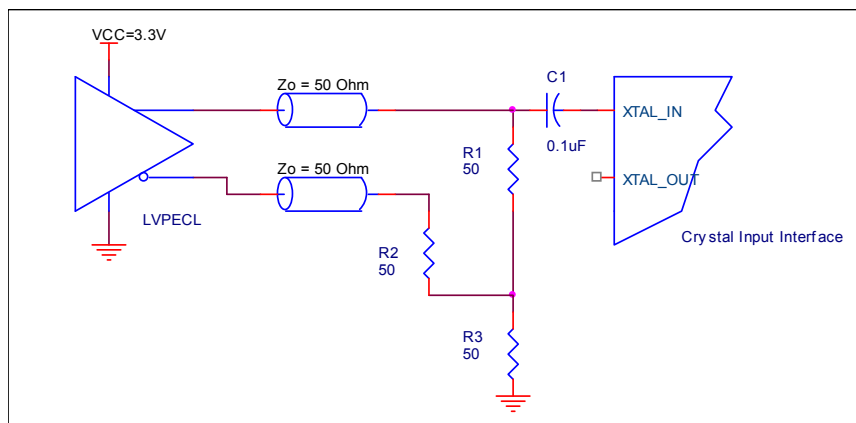 VCC=3.3V
Zo = 50 Ohm
C1
XTAL_IN
0.1uF
R1
50
Zo = 50 Ohm
XTAL_OUT
LVPECL
Crystal Input Interface
R2
50
R3
50